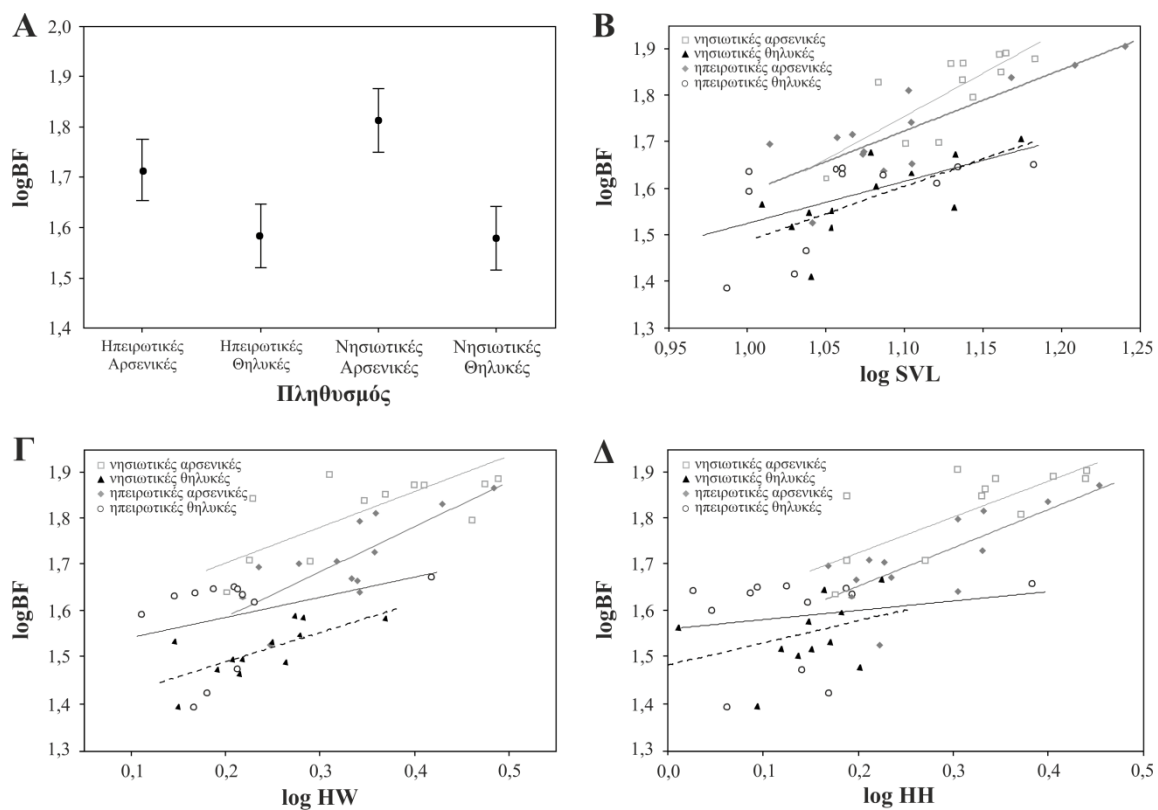 Α
2,0
1,9
1,8
1,7
1,6
1,5
1,4
logBF
Ηπειρωτικές
Αρσενικές
Ηπειρωτικές
Θηλυκές
Νησιωτικές
Αρσενικές
Νησιωτικές
Θηλυκές
Πληθυσμός
Β
νησιωτικές αρσενικές
νησιωτικές θηλυκές
ηπειρωτικές αρσενικές
ηπειρωτικές θηλυκές
1,9
1,8
1,7
1,6
1,5
1,4
1,3
logBF
0,95 1,00 1,05 1,10 1,15 1,20 1,25
log SVL
Γ
νησιωτικές αρσενικές
νησιωτικές θηλυκές
ηπειρωτικές αρσενικές
ηπειρωτικές θηλυκές
1,9
1,8
1,7
1,6
1,5
1,4
1,3
logBF
0,1 0,2 0,3 0,4 0,5
log HW
Δ
νησιωτικές αρσενικές
νησιωτικές θηλυκές
ηπειρωτικές αρσενικές
ηπειρωτικές θηλυκές
1,9
1,8
1,7
1,6
1,5
1,4
1,3
logBF
0,0 0,1 0,2 0,3 0,4 0,5
log HH